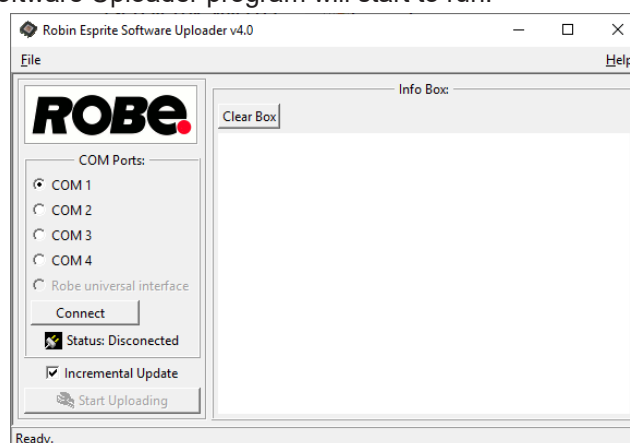 oftware Uploader program will start to run.
Robin Esprite Software Uploader v4.0
File
Help
ROBE.
COM Ports:
COM 1
COM 2
COM 3
COM 4
Robe universal interface
Connect
Status: Disconected
Incremental Update
Start Uploading
Info Box:
Clear Box
Ready.